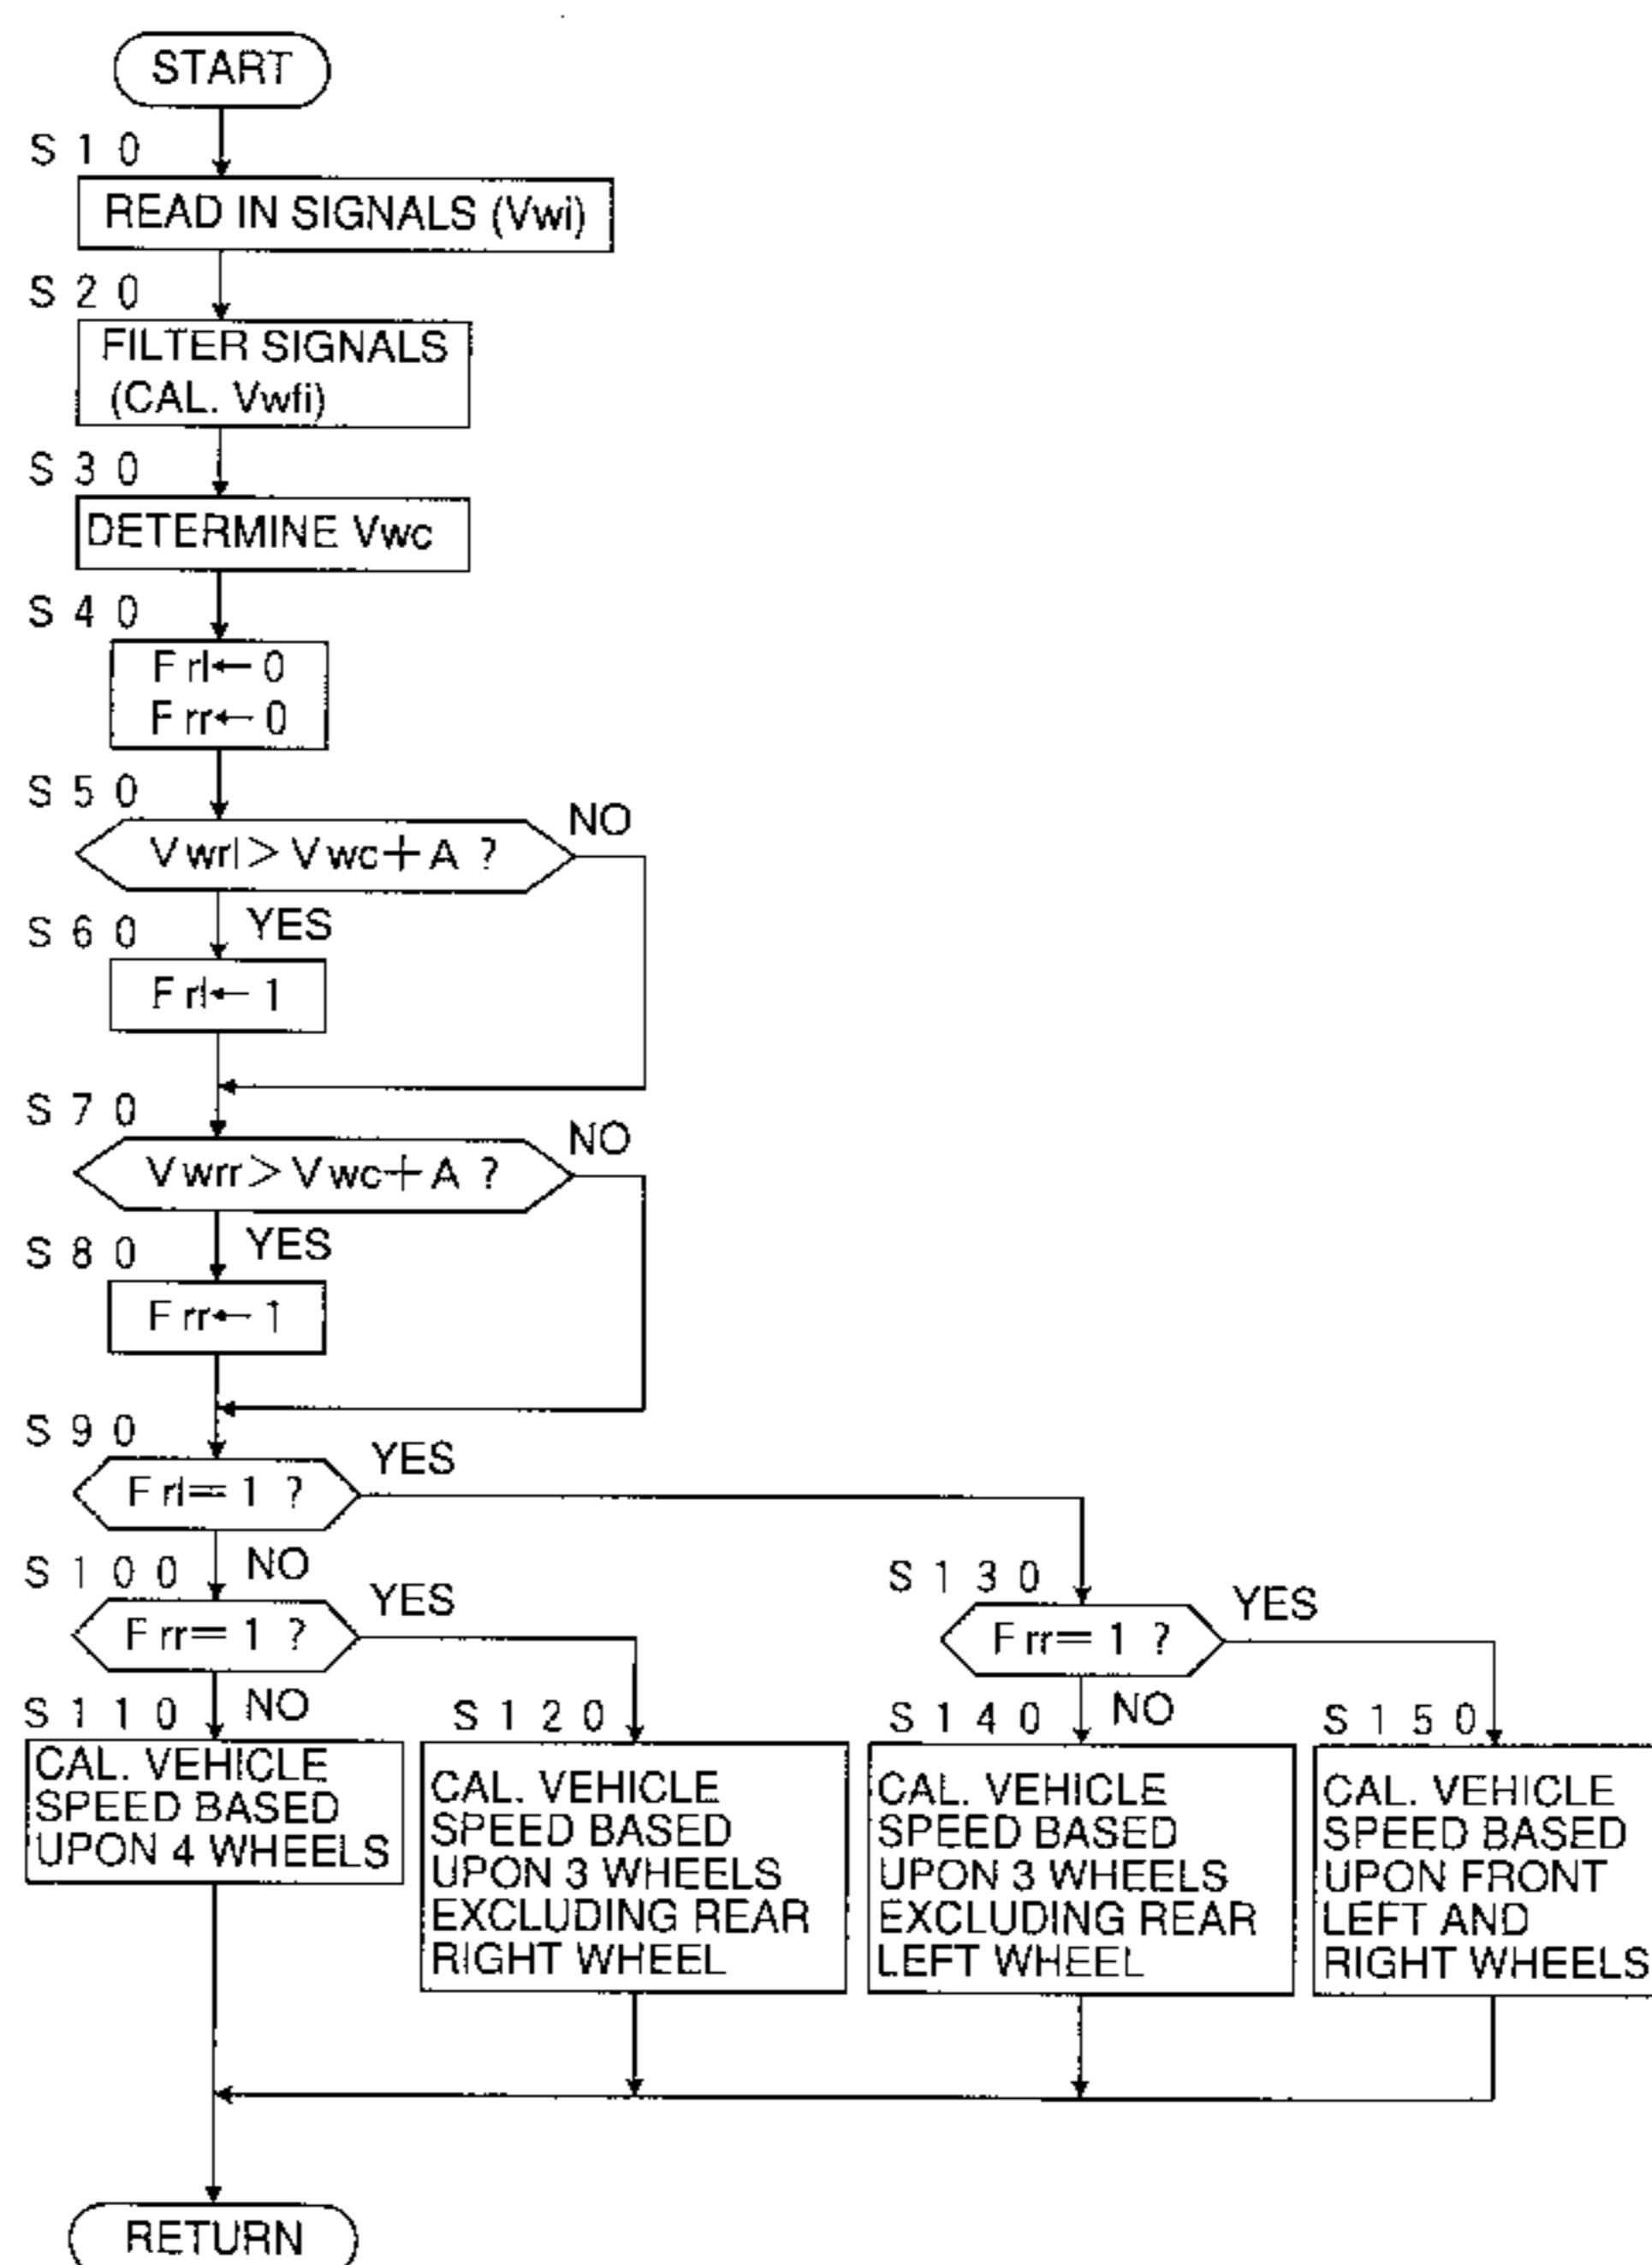 START
S 1 0
READ IN SIGNALS (Vwi)
S 2 0
FILTER SIGNALS
(CAL. Vwfi)
S 3 0
DETERMINE Vwc
S 4 0
F rl← 0
F rr← 0
S 5 0
V wrl > V wc + A ?
NO
YES
S 6 0
F rl← 1
S 7 0
V wrr > V wc + A ?
NO
YES
S 8 0
F rr← 1
S 9 0
F rl = 1 ?
YES
NO
S 1 0 0
F rr = 1 ?
YES
NO
S 1 3 0
F rr = 1 ?
YES
NO
S 1 1 0
CAL. VEHICLE
SPEED BASED
UPON 4 WHEELS
S 1 2 0
CAL. VEHICLE
SPEED BASED
UPON 3 WHEELS
EXCLUDING REAR
RIGHT WHEEL
S 1 4 0
CAL. VEHICLE
SPEED BASED
UPON 3 WHEELS
EXCLUDING REAR
LEFT WHEEL
S 1 5 0
CAL. VEHICLE
SPEED BASED
UPON FRONT
LEFT AND
RIGHT WHEELS
RETURN